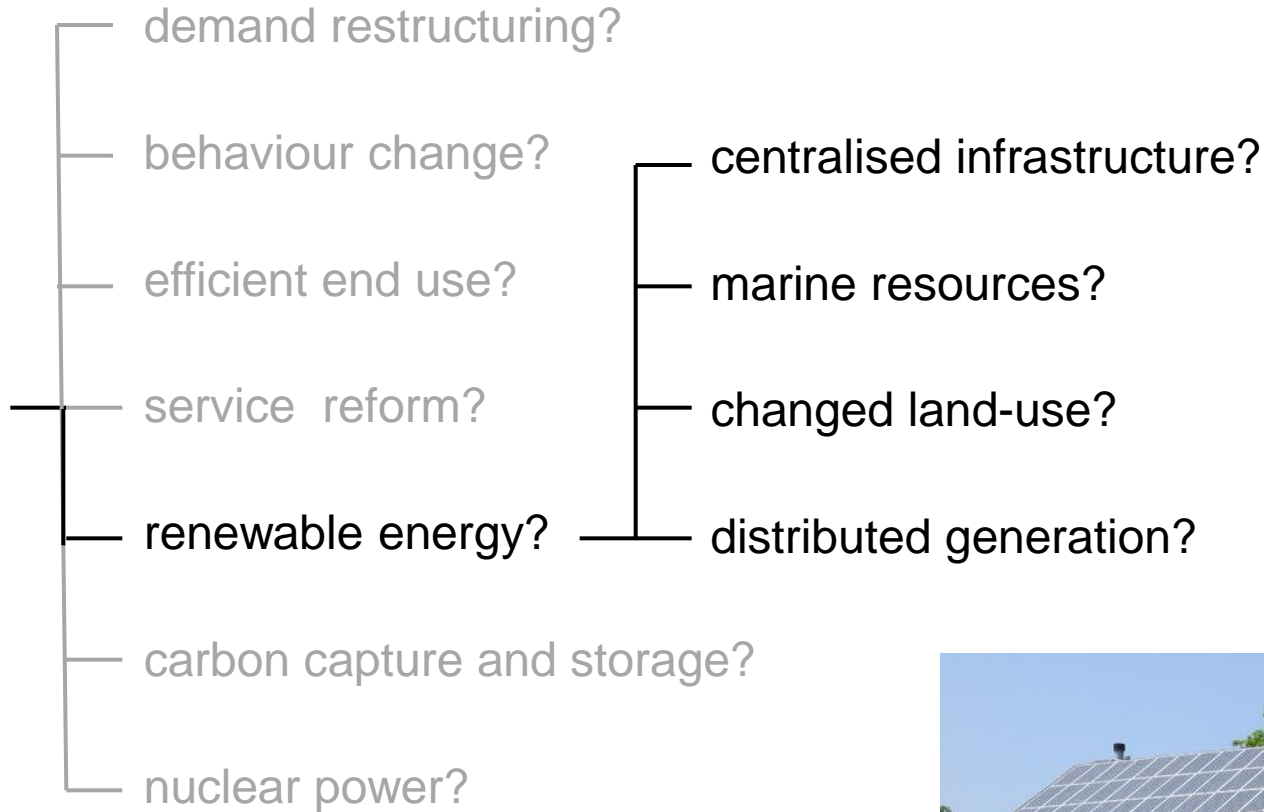 demand restructuring?
behaviour change?
efficient end use?
service  reform?
renewable energy?
carbon capture and storage?
nuclear power?
centralised infrastructure?
marine resources?
changed land-use?
distributed generation?